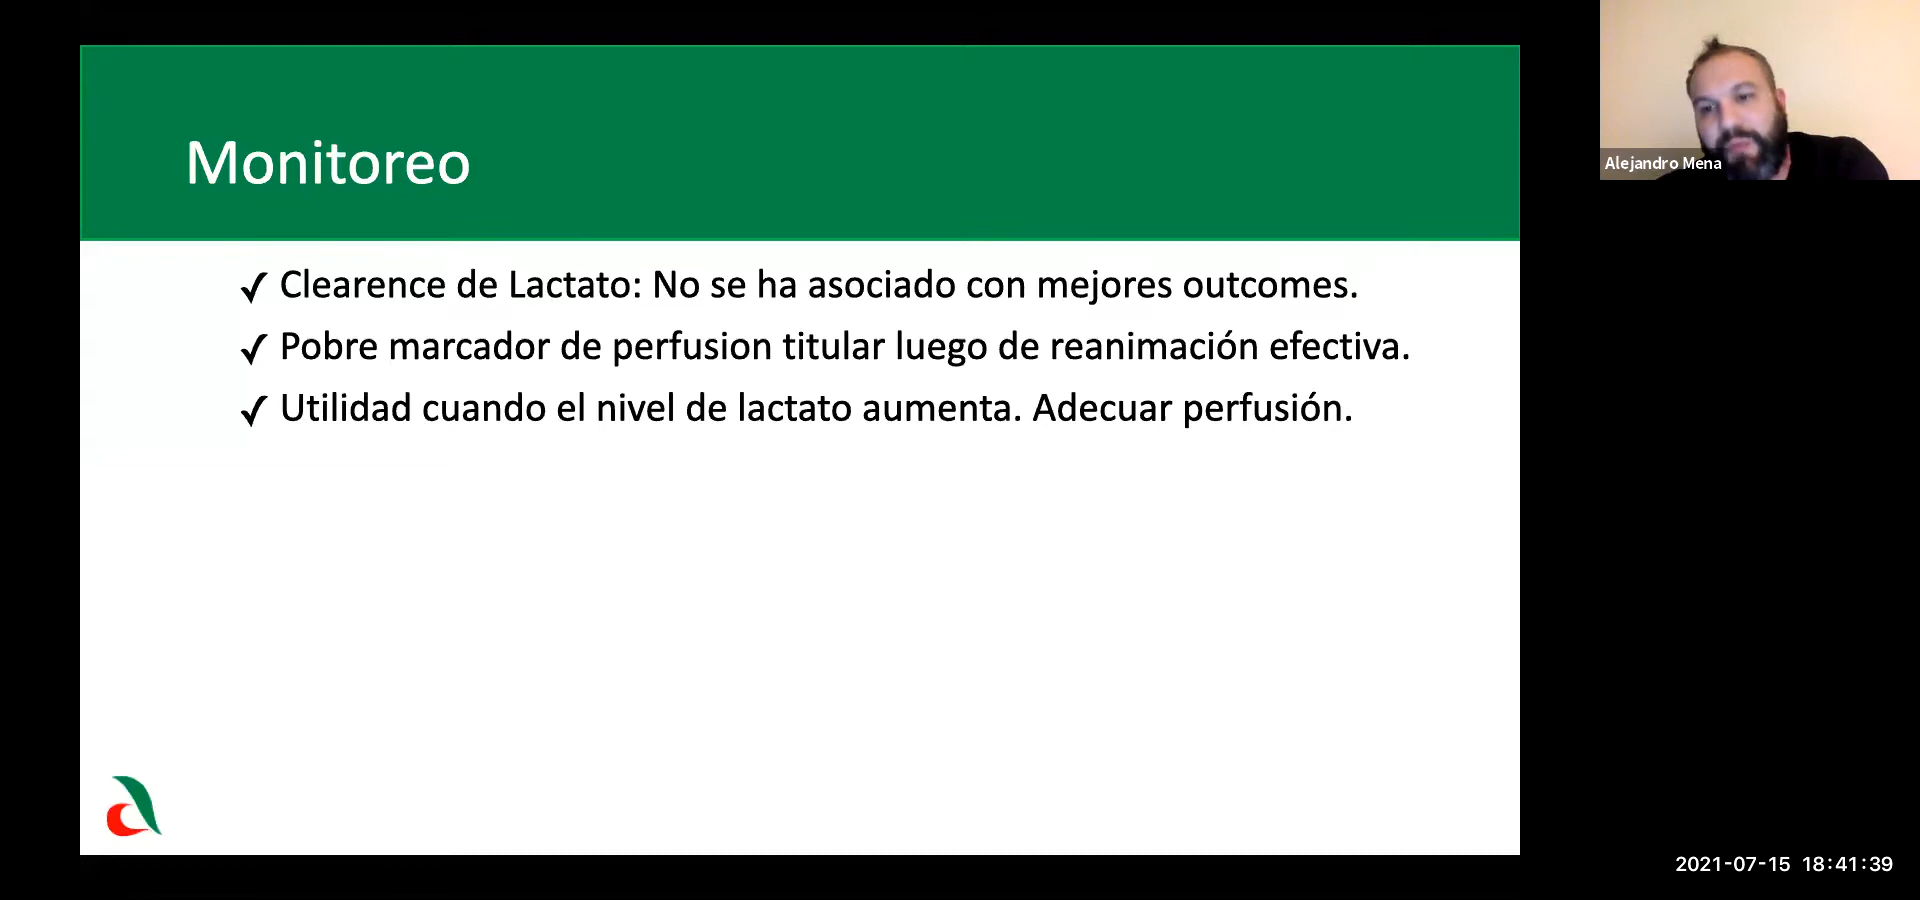 Monitoreo
✓ Clearence de Lactato: No se ha asociado con mejores outcomes.
✓ Pobre marcador de perfusion titular luego de reanimación efectiva.
✓ Utilidad cuando el nivel de lactato aumenta. Adecuar perfusión.
Alejandro Mena
2021-07-15 18:41:39